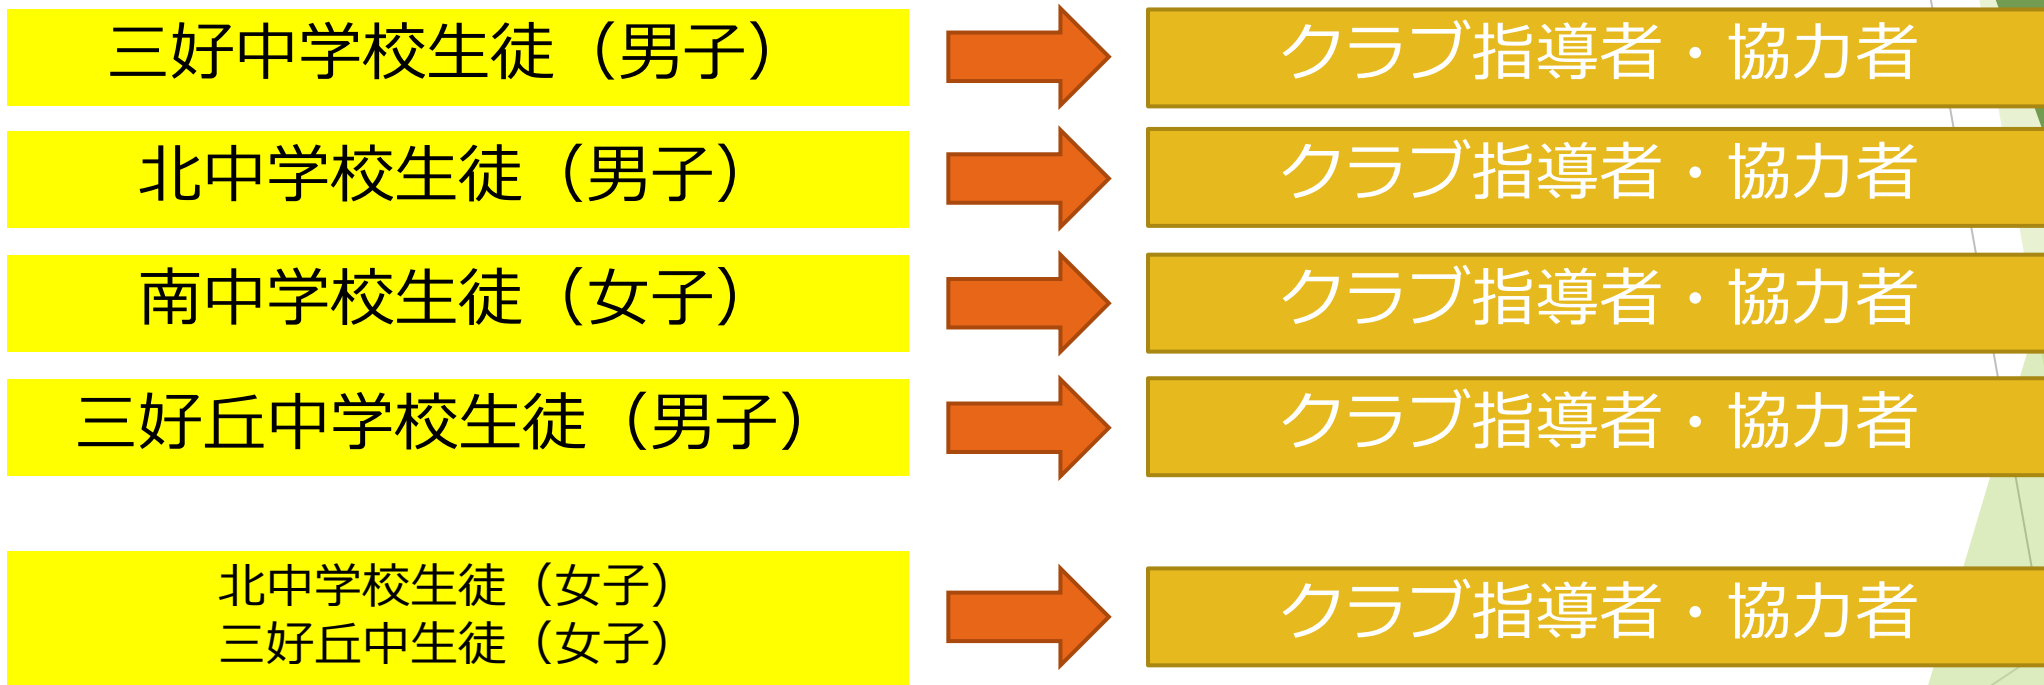 三好中学校生徒（男子）
クラブ指導者・協力者
北中学校生徒（男子）
クラブ指導者・協力者
南中学校生徒（女子）
クラブ指導者・協力者
三好丘中学校生徒（男子）
クラブ指導者・協力者
北中学校生徒（女子）
三好丘中生徒（女子）
クラブ指導者・協力者